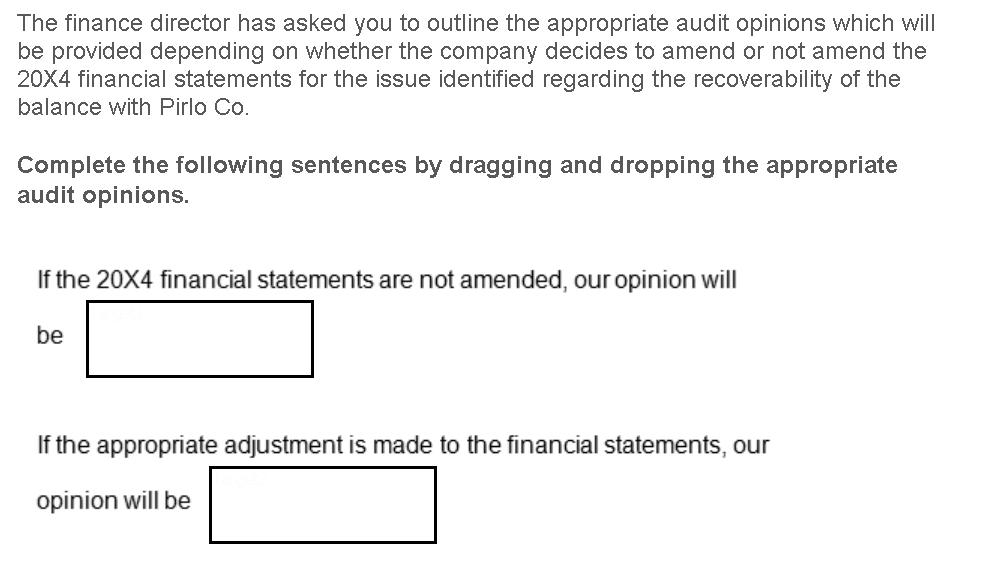 The finance director has asked you to outline the appropriate audit opinions which will
be provided depending on whether the company decides to amend or not amend the
20X4 financial statements for the issue identified regarding the recoverability of the
balance with Pirlo Co.
Complete the following sentences by dragging and dropping the appropriate
audit opinions.
If the 20X4 financial statements are not amended, our opinion will
be
If the appropriate adjustment is made to the financial statements, our
opinion will be